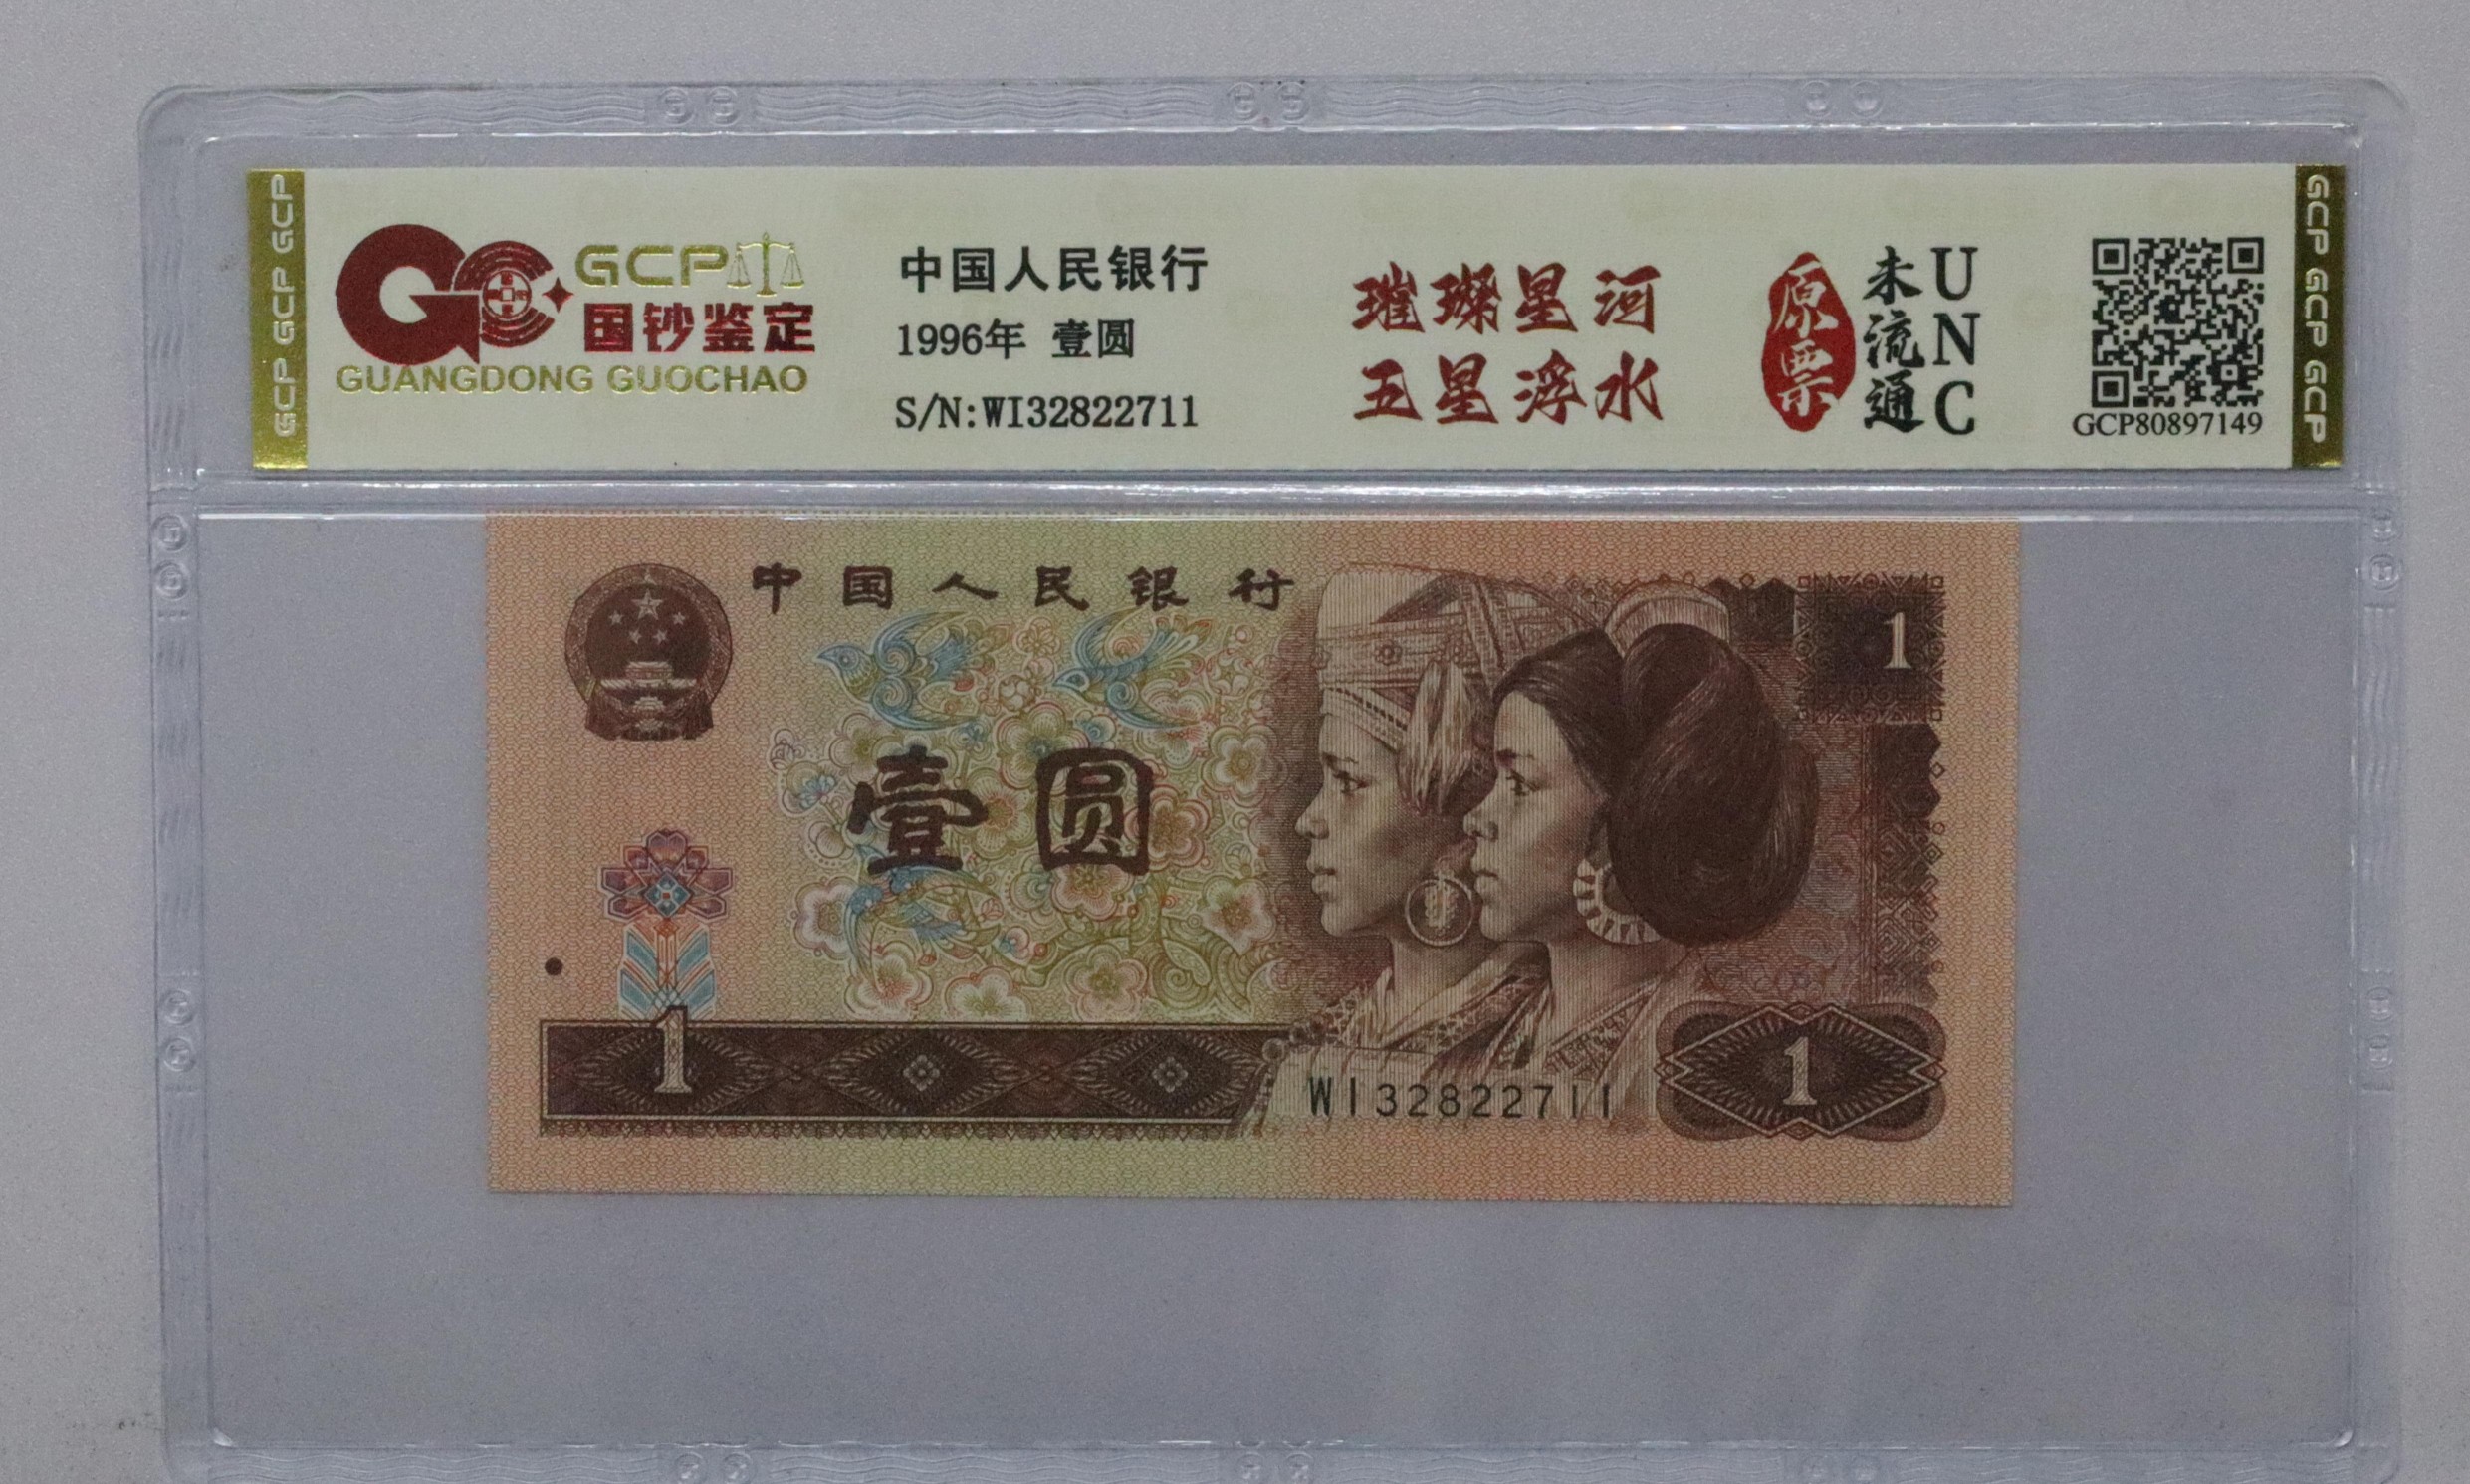 GCP GCP GCP
GCP
国钞鉴定
GUANGDONG GUOCHAO
中国人民银行
1996年 壹圆
S/N:WI32822711
璀璨星河
五星浮水
原票
未流通
UNC
GCP80897149
GCP GCP GCP
中国人民银行
1
壹圆
1
WI32822711
1